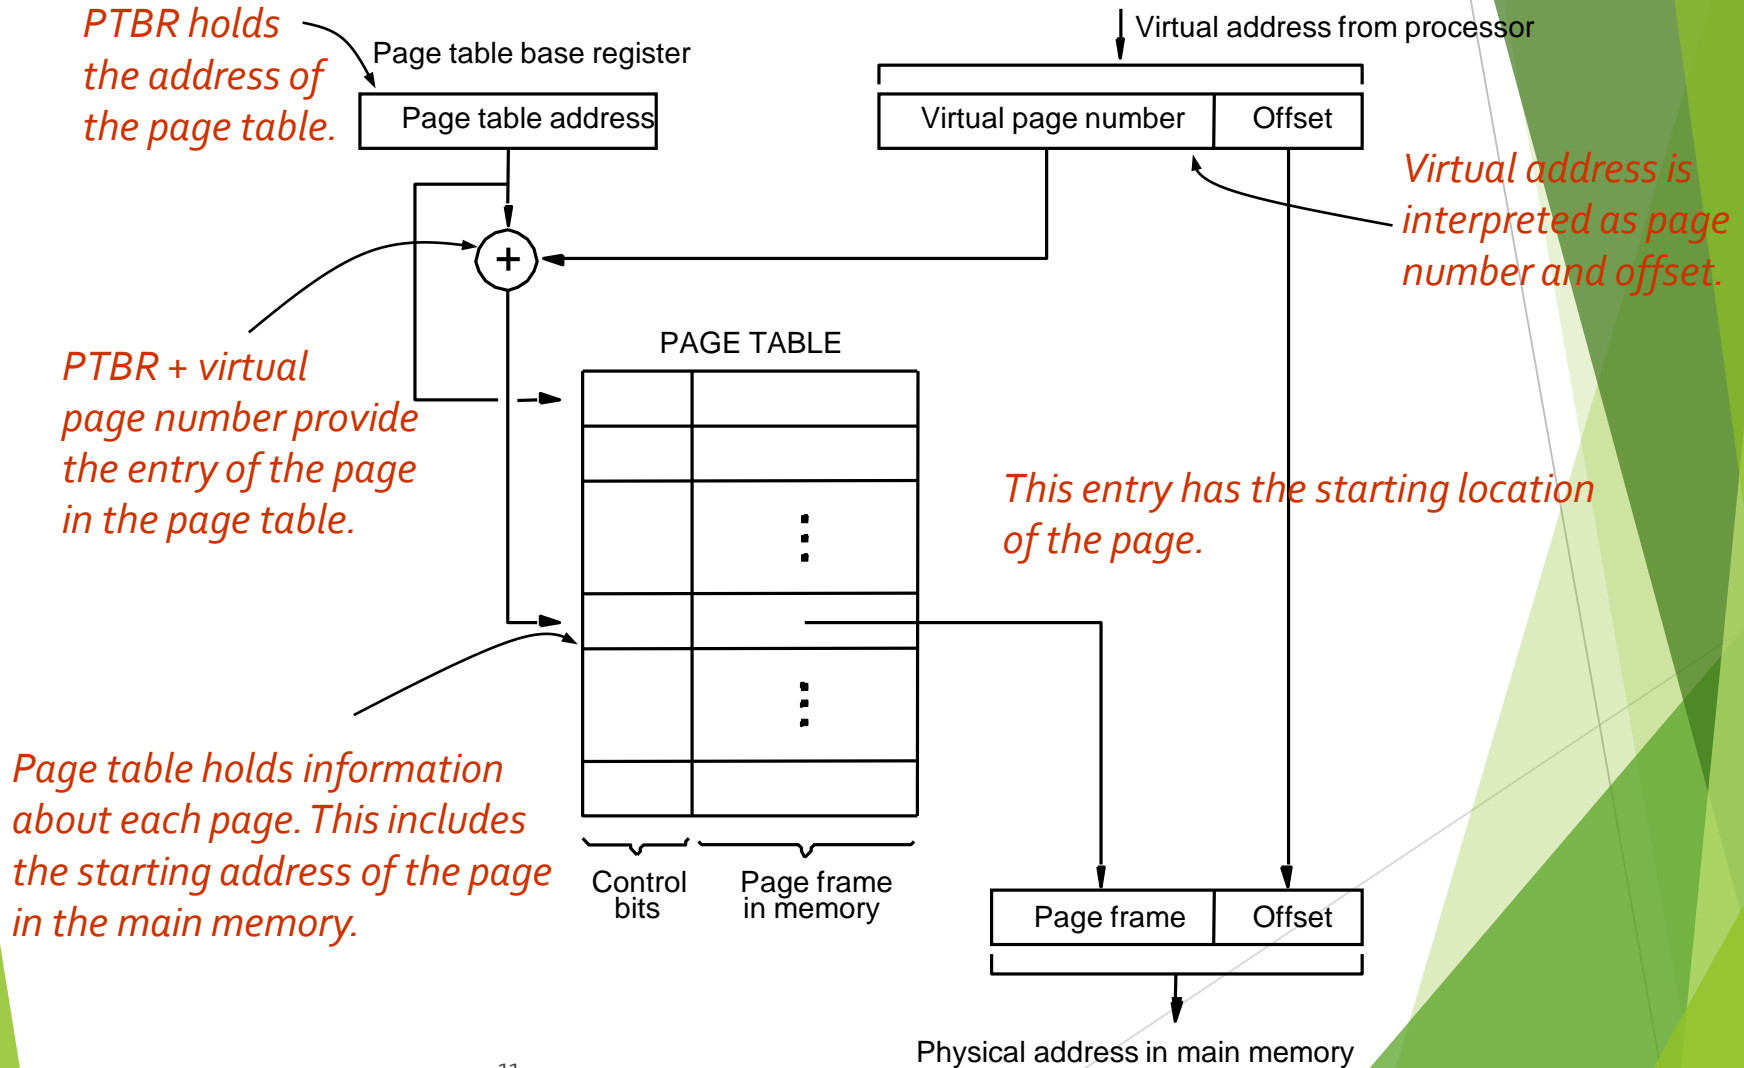 PTBR holds
the address of
the page table.
Page table base register
Page table address
Virtual address from processor
Virtual page number
Offset
Virtual address is
interpreted as page
number and offset.
+
PTBR + virtual
page number provide
the entry of the page
in the page table.
PAGE TABLE
This entry has the starting location
of the page.
Page table holds information
about each page. This includes
the starting address of the page
in the main memory.
Control
bits
Page frame
in memory
Page frame
Offset
Physical address in main memory
11